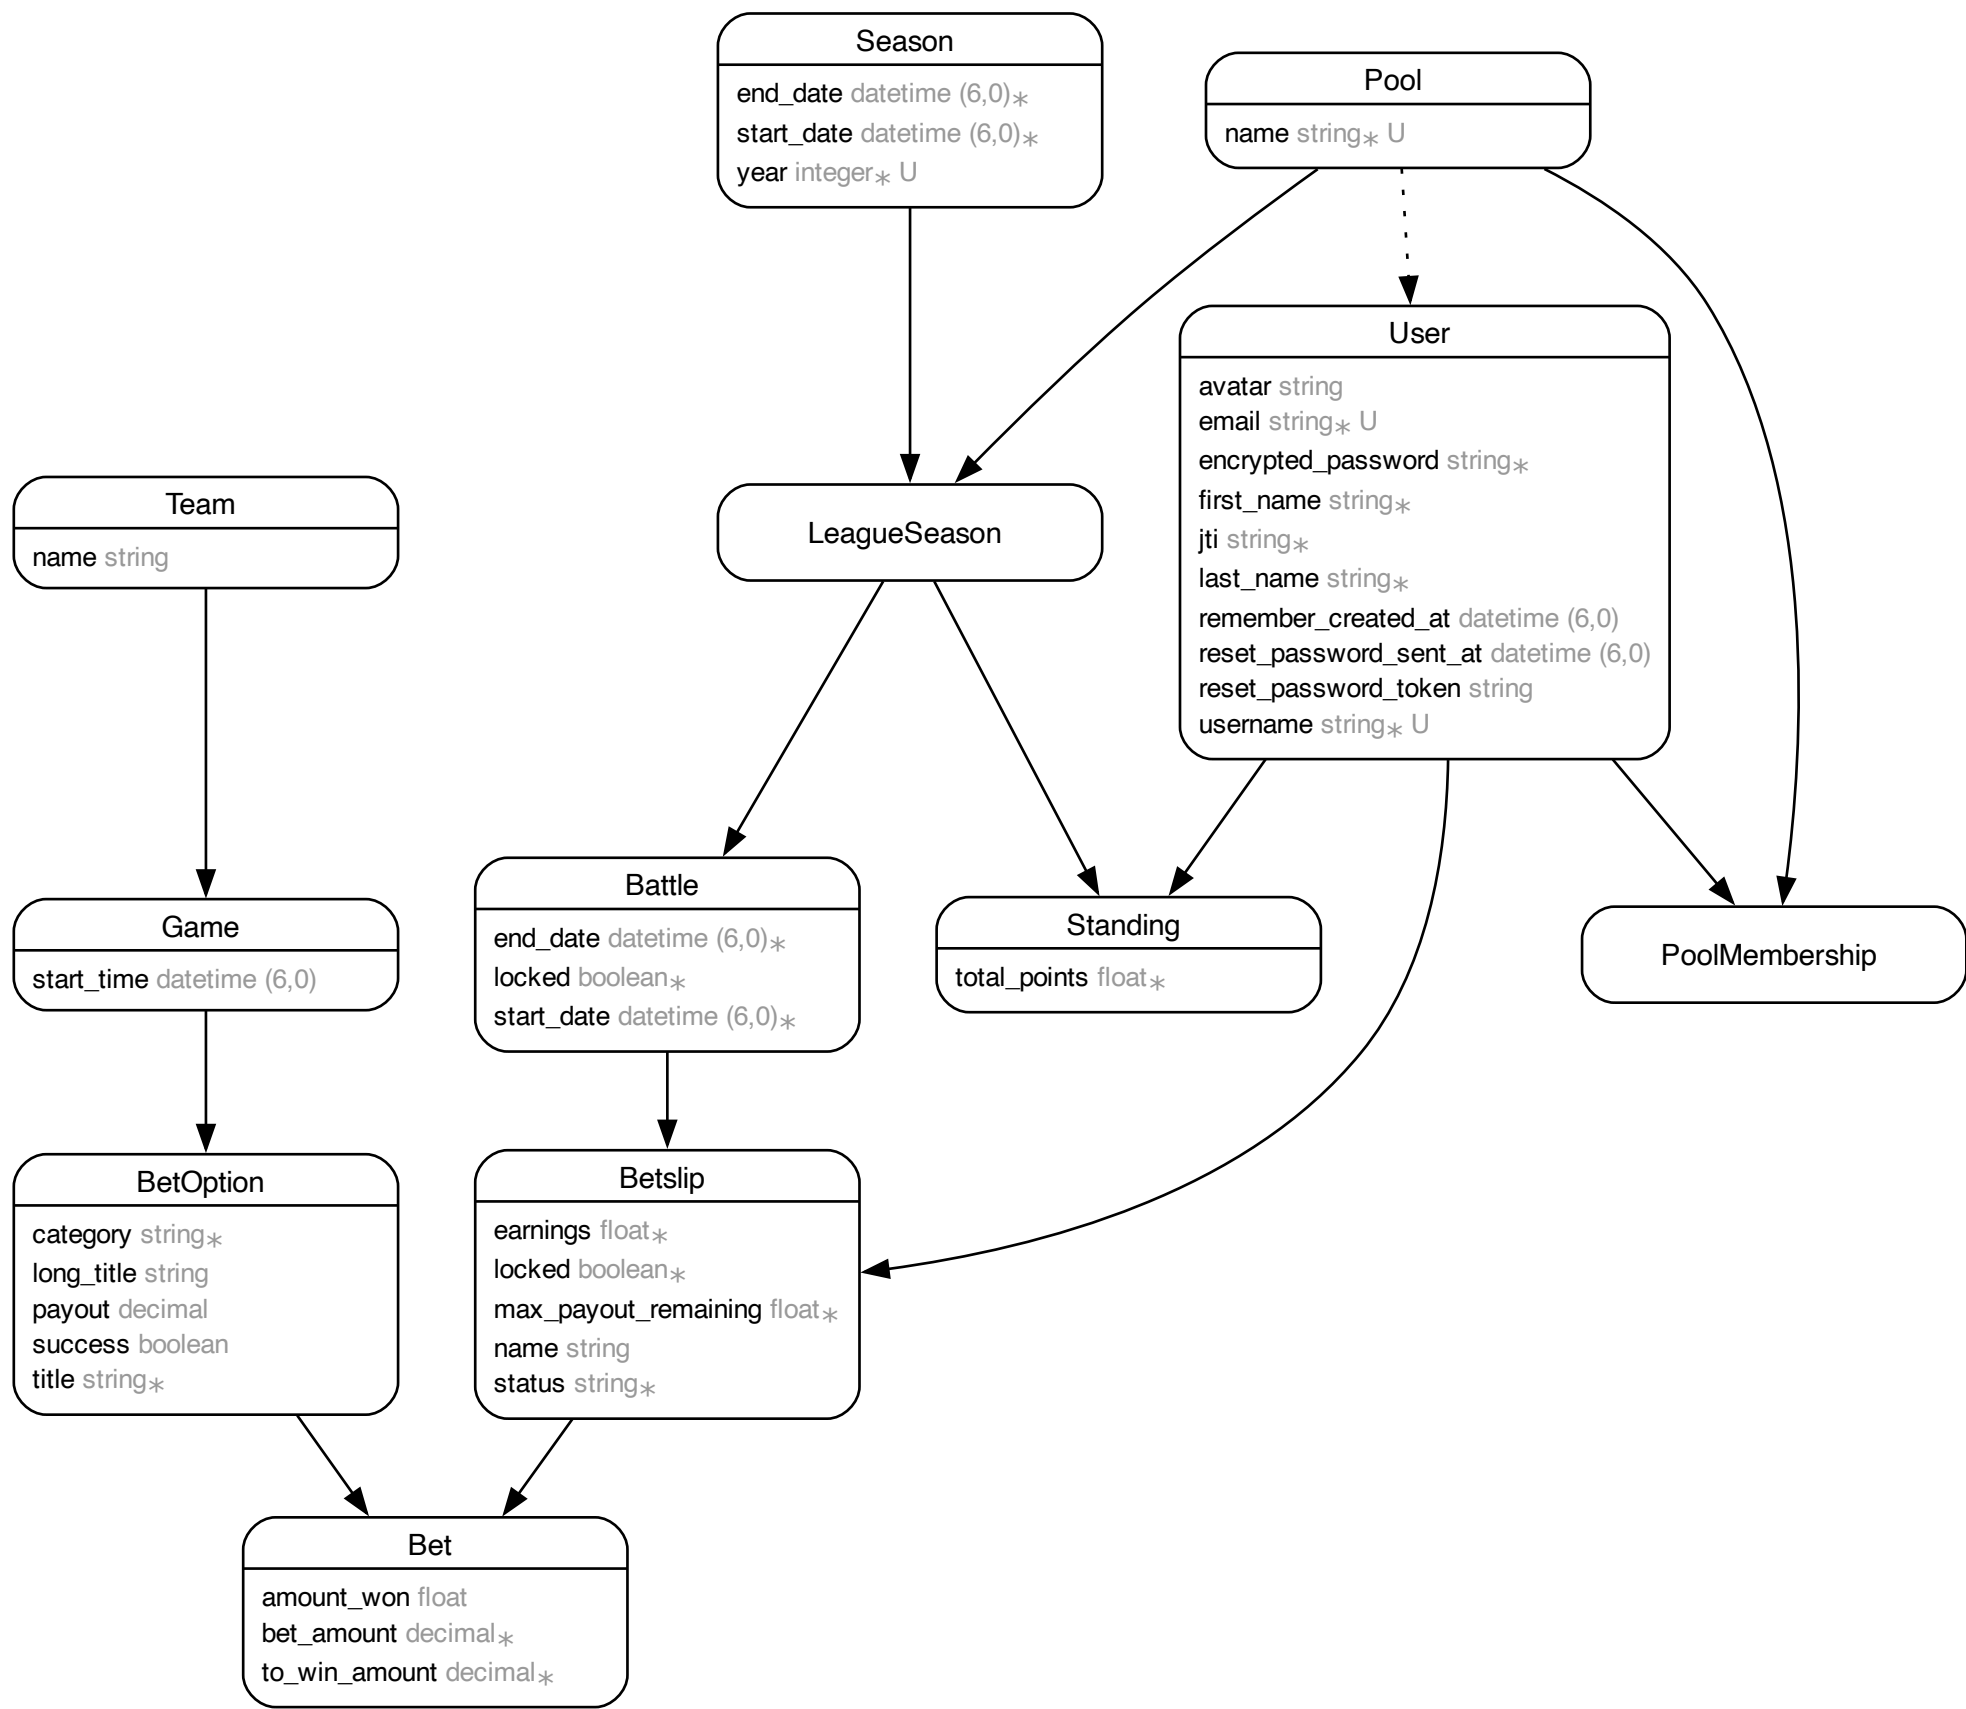 Season
end_date datetime (6,0)∗
start_date datetime (6,0)∗
year integer∗ U
Pool
name string∗ U
User
avatar string
email string∗ U
encrypted_password string∗
first_name string∗
jti string∗
last_name string∗
remember_created_at datetime (6,0)
reset_password_sent_at datetime (6,0)
reset_password_token string
username string∗ U
Team
name string
LeagueSeason
Game
start_time datetime (6,0)
Battle
end_date datetime (6,0)∗
locked boolean∗
start_date datetime (6,0)∗
Standing
total_points float∗
PoolMembership
BetOption
category string∗
long_title string
payout decimal
success boolean
title string∗
Betslip
earnings float∗
locked boolean∗
max_payout_remaining float∗
name string
status string∗
Bet
amount_won float
bet_amount decimal∗
to_win_amount decimal∗